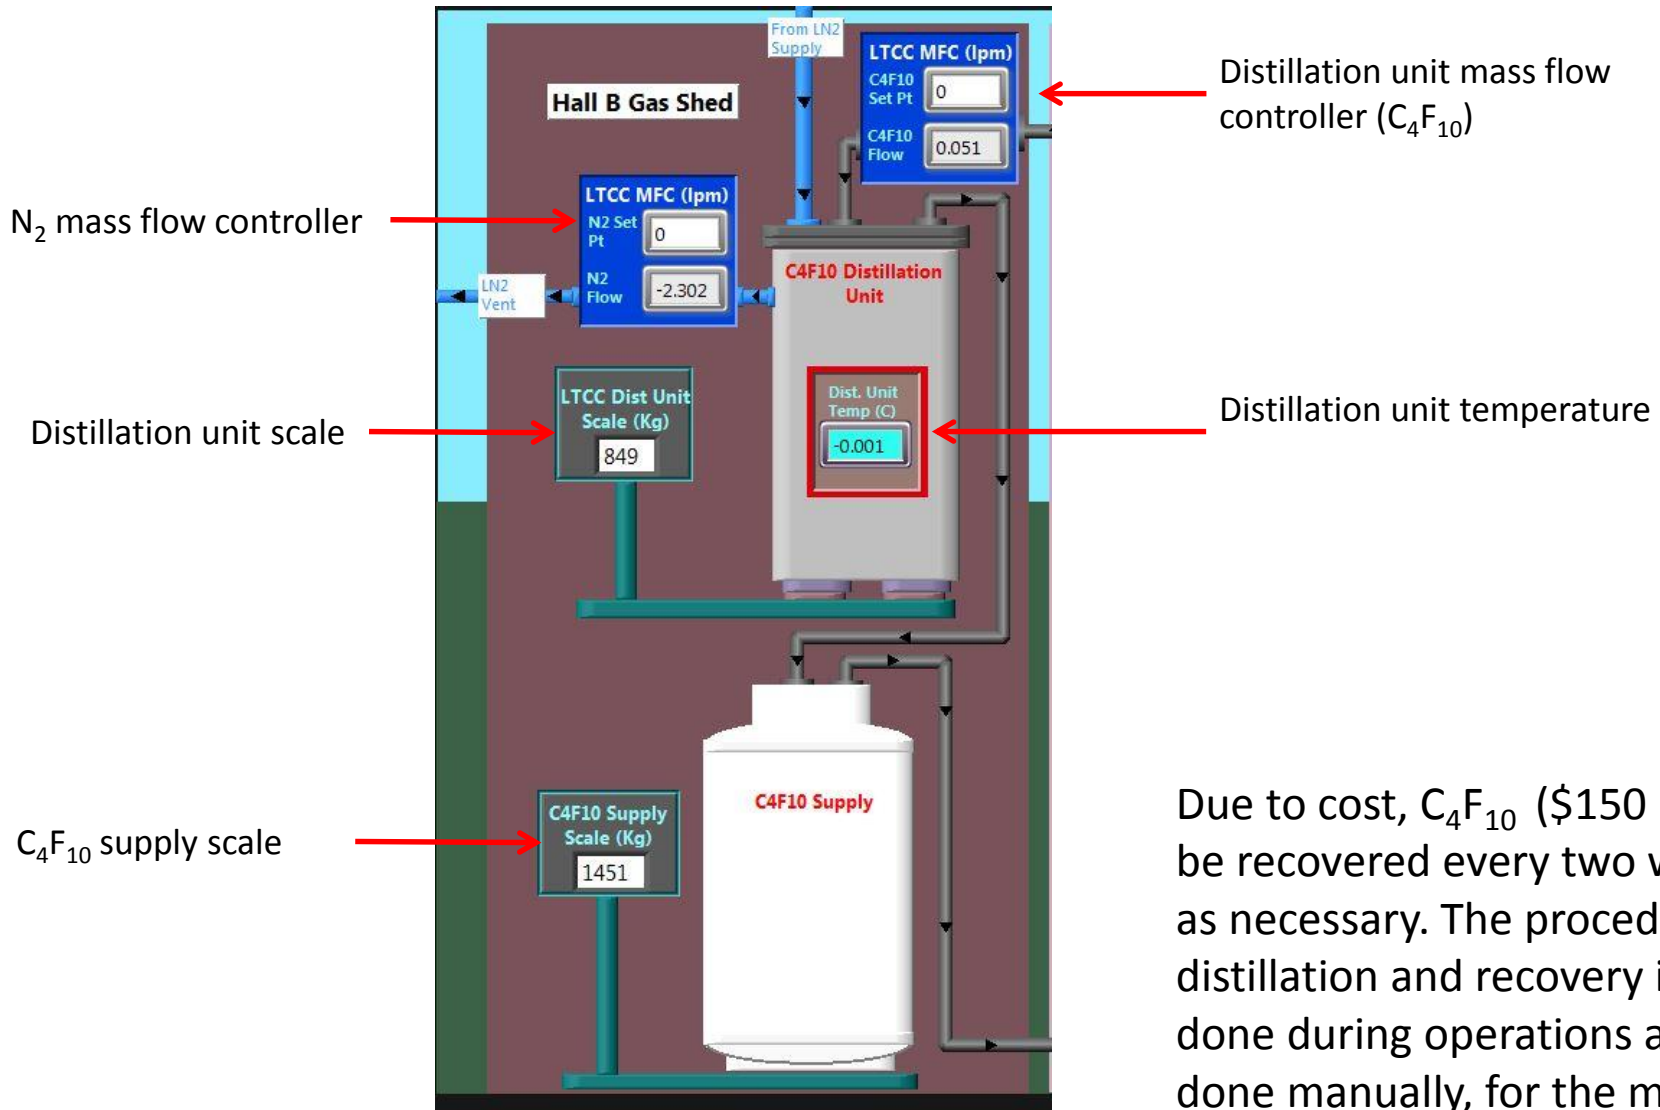 From LN2
Supply
LTCC MFC (lpm)
C4F10
Set Pt
0
C4F10
Flow
0.051
Distillation unit mass flow
controller (C₄F₁₀)
Hall B Gas Shed
LTCC MFC (lpm)
N2 Set
Pt
0
N2
Flow
-2.302
N₂ mass flow controller
LN2
Vent
C4F10 Distillation
Unit
LTCC Dist Unit
Scale (Kg)
849
Distillation unit scale
Dist. Unit
Temp (C)
-0.001
Distillation unit temperature
C4F10 Supply
Scale (Kg)
1451
C₄F₁₀ supply scale
C4F10 Supply
Due to cost, C₄F₁₀ ($150
be recovered every two
as necessary. The proced
distillation and recovery
done during operations
done manually, for the